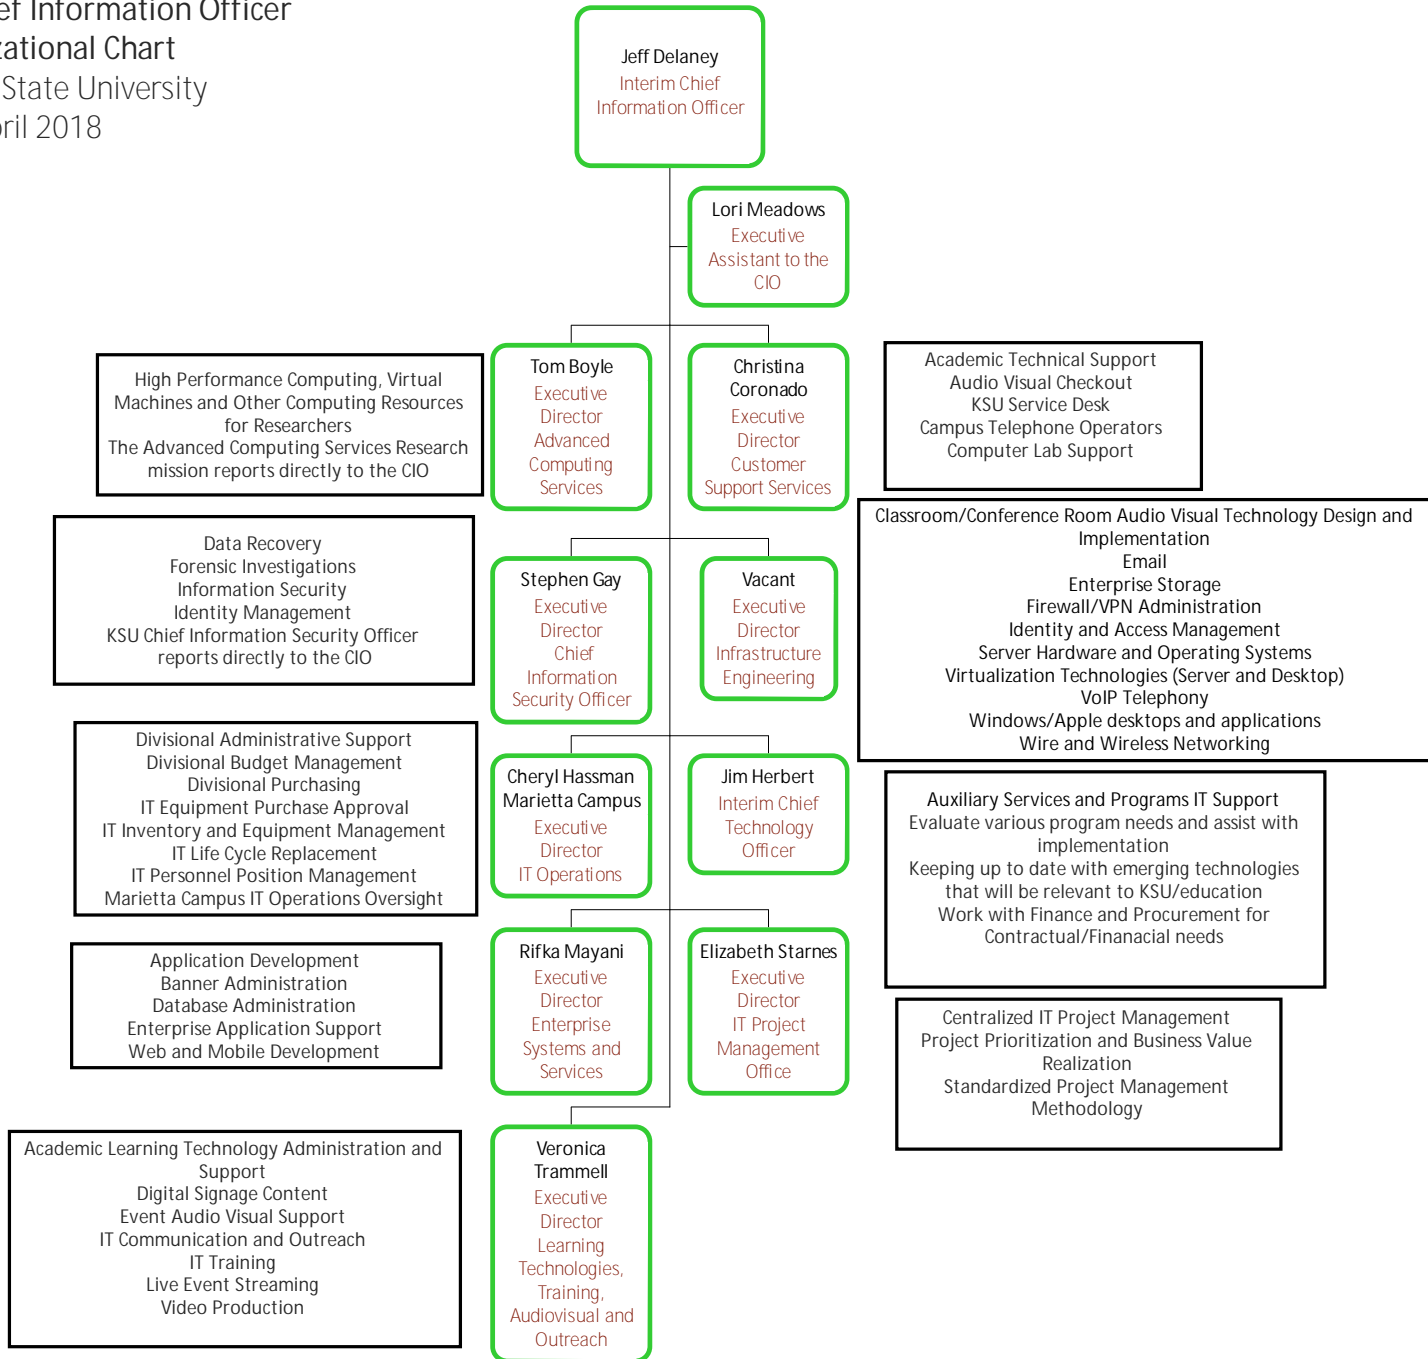 ef Information Officer
zational Chart
State University
ril 2018
Jeff Delaney
Interim Chief
Information Officer
Lori Meadows
Executive
Assistant to the
CIO
High Performance Computing, Virtual
Machines and Other Computing Resources
for Researchers
The Advanced Computing Services Research
mission reports directly to the CIO
Tom Boyle
Executive
Director
Advanced
Computing
Services
Christina
Coronado
Executive
Director
Customer
Support Services
Academic Technical Support
Audio Visual Checkout
KSU Service Desk
Campus Telephone Operators
Computer Lab Support
Data Recovery
Forensic Investigations
Information Security
Identity Management
KSU Chief Information Security Officer
reports directly to the CIO
Stephen Gay
Executive
Director
Chief
Information
Security Officer
Vacant
Executive
Director
Infrastructure
Engineering
Classroom/Conference Room Audio Visual Technology Design and
Implementation
Email
Enterprise Storage
Firewall/VPN Administration
Identity and Access Management
Server Hardware and Operating Systems
Virtualization Technologies (Server and Desktop)
VoIP Telephony
Windows/Apple desktops and applications
Wire and Wireless Networking
Divisional Administrative Support
Divisional Budget Management
Divisional Purchasing
IT Equipment Purchase Approval
IT Inventory and Equipment Management
IT Life Cycle Replacement
IT Personnel Position Management
Marietta Campus IT Operations Oversight
Cheryl Hassman
Marietta Campus
Executive
Director
IT Operations
Jim Herbert
Interim Chief
Technology
Officer
Auxiliary Services and Programs IT Support
Evaluate various program needs and assist with
implementation
Keeping up to date with emerging technologies
that will be relevant to KSU/education
Work with Finance and Procurement for
Contractual/Finanacial needs
Application Development
Banner Administration
Database Administration
Enterprise Application Support
Web and Mobile Development
Rifka Mayani
Executive
Director
Enterprise
Systems and
Services
Elizabeth Starnes
Executive
Director
IT Project
Management
Office
Centralized IT Project Management
Project Prioritization and Business Value
Realization
Standardized Project Management
Methodology
Academic Learning Technology Administration and
Support
Digital Signage Content
Event Audio Visual Support
IT Communication and Outreach
IT Training
Live Event Streaming
Video Production
Veronica
Trammell
Executive
Director
Learning
Technologies,
Training,
Audiovisual and
Outreach